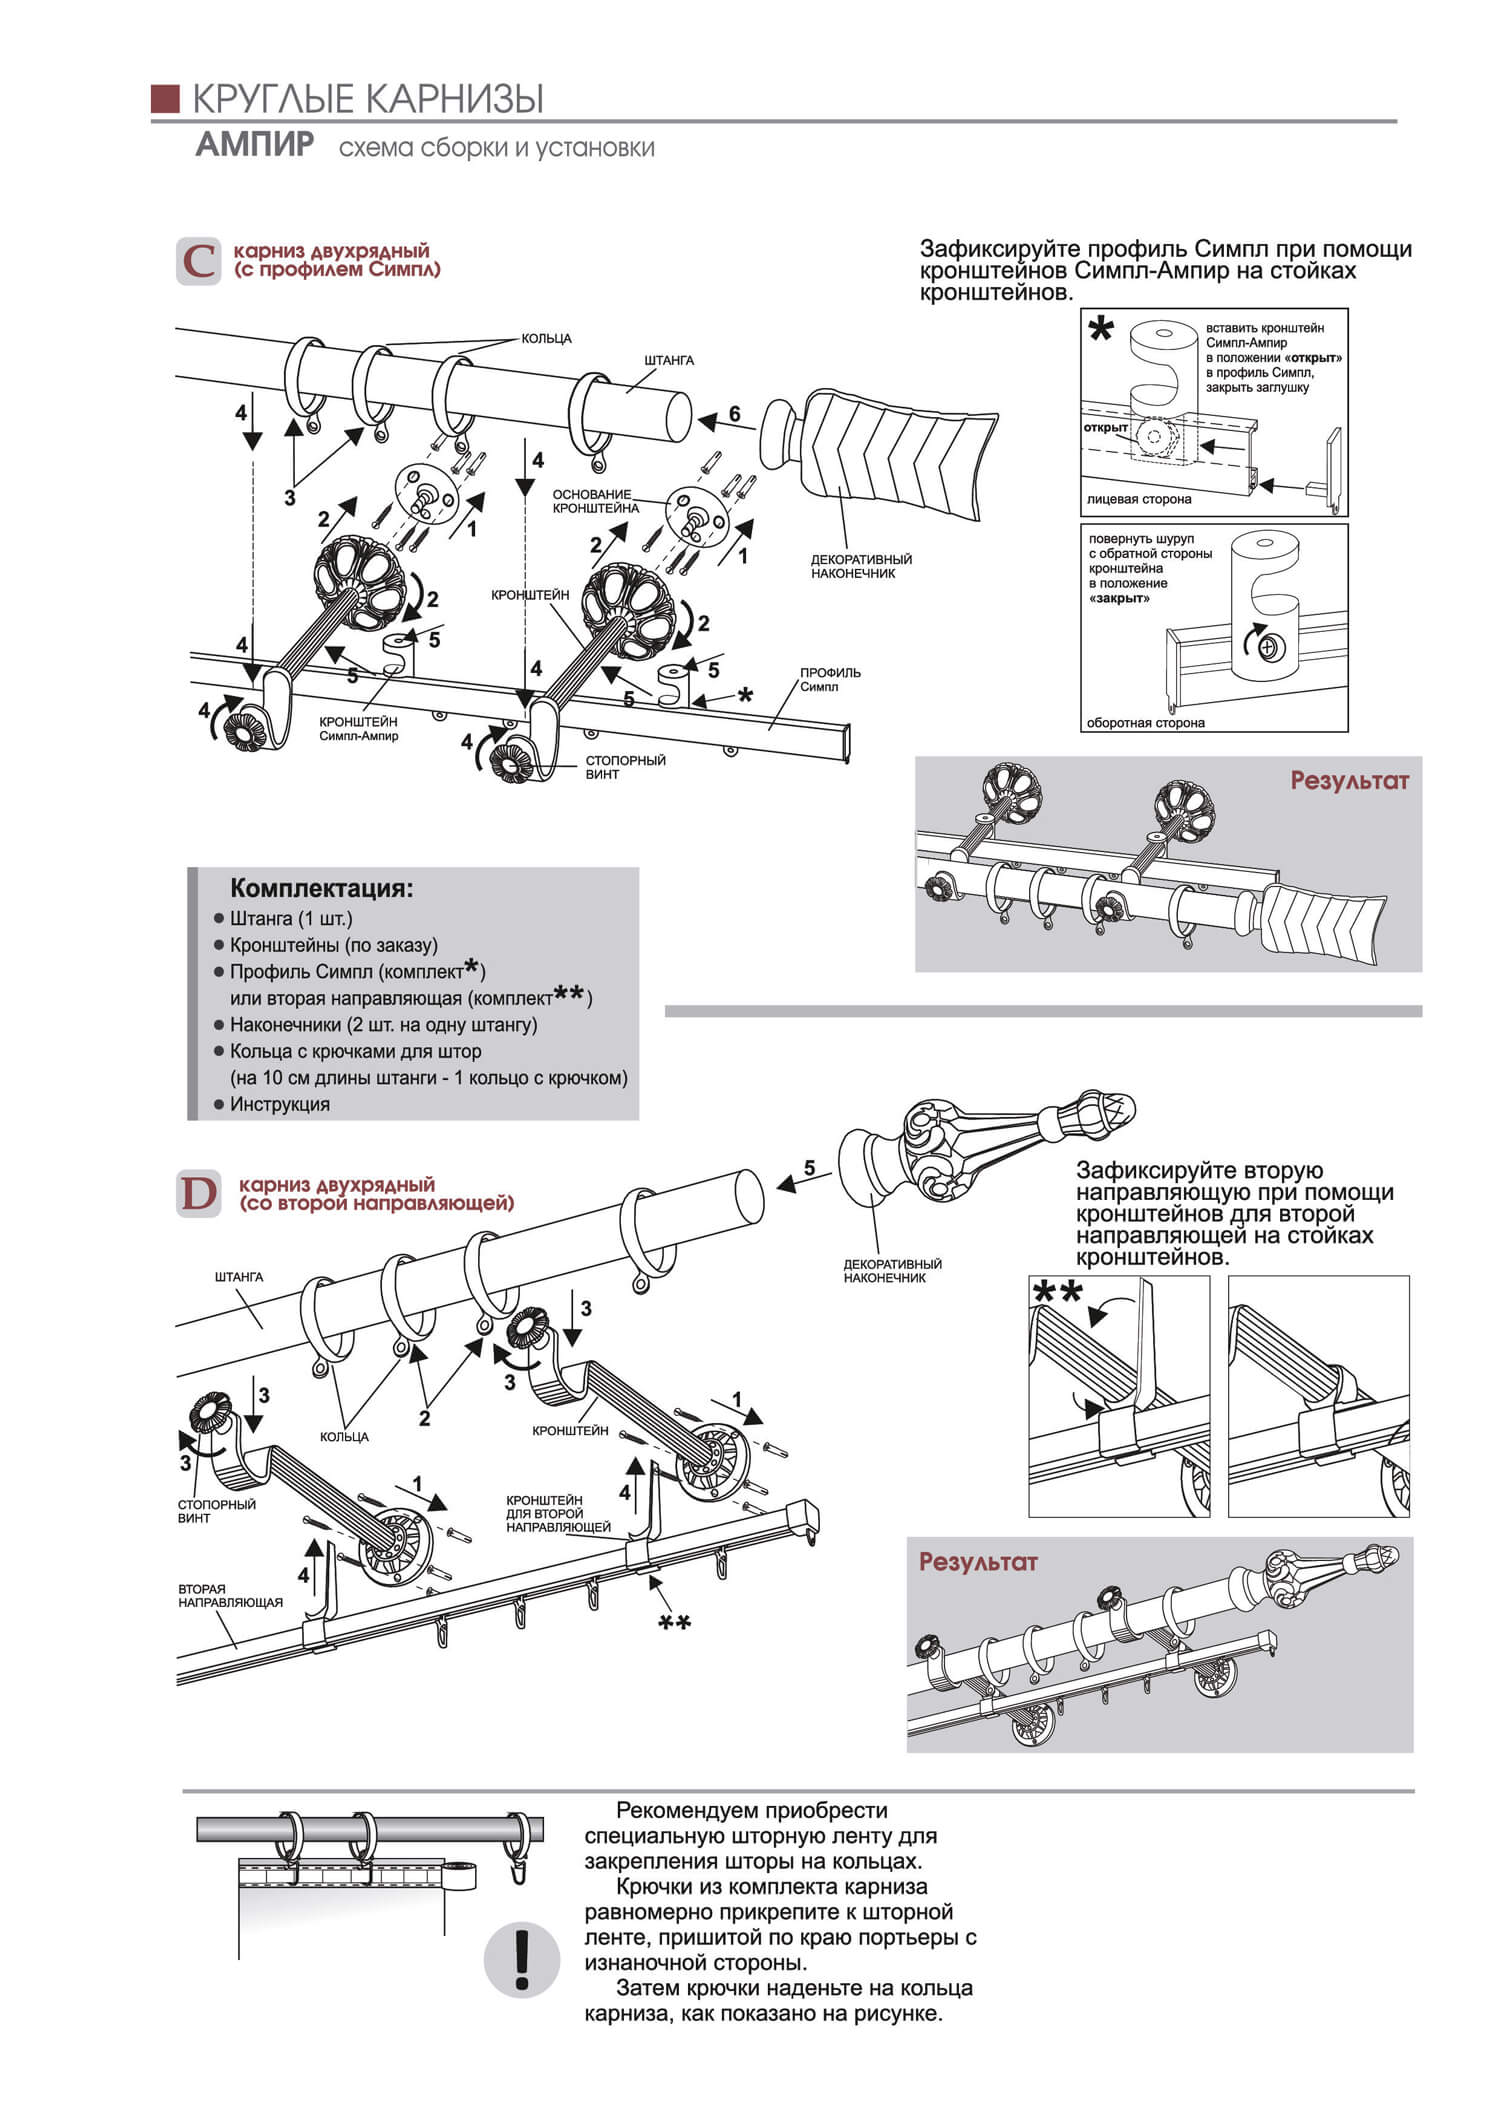 КРУГЛЫЕ КАРНИЗЫ
АМПИР схема сборки и установки
C
карниз двухрядный
(с профилем Симпл)
Зафиксируйте профиль Симпл при помощи
кронштейнов Симпл-Ампир на стойках
кронштейнов.
*
вставить кронштейн
Симпл-Ампир
в положении «открыт»
в профиль Симпл,
закрыть заглушку
открыт
лицевая сторона
повернуть шуруп
с обратной стороны
кронштейна
в положение
«закрыт»
оборотная сторона
КОЛЬЦА
ШТАНГА
4
6
3
4
2
1
ОСНОВАНИЕ
КРОНШТЕЙНА
2
1
ДЕКОРАТИВНЫЙ
НАКОНЕЧНИК
КРОНШТЕЙН
2
2
4
5
5
4
5
5
*
ПРОФИЛЬ
Симпл
4
КРОНШТЕЙН
Симпл-Ампир
4
СТОПОРНЫЙ
ВИНТ
Результат
Комплектация:
● Штанга (1 шт.)
● Кронштейны (по заказу)
● Профиль Симпл (комплект*)
или вторая направляющая (комплект**)
● Наконечники (2 шт. на одну штангу)
● Кольца с крючками для штор
(на 10 см длины штанги - 1 кольцо с крючком)
● Инструкция
D
карниз двухрядный
(со второй направляющей)
5
ДЕКОРАТИВНЫЙ
НАКОНЕЧНИК
Зафиксируйте вторую
направляющую при помощи
кронштейнов для второй
направляющей на стойках
кронштейнов.
**
ШТАНГА
3
3
3
2
1
КОЛЬЦА
КРОНШТЕЙН
3
СТОПОРНЫЙ
ВИНТ
1
4
КРОНШТЕЙН
ДЛЯ ВТОРОЙ
НАПРАВЛЯЮЩЕЙ
4
ВТОРАЯ
НАПРАВЛЯЮЩАЯ
**
Результат
!
Рекомендуем приобрести
специальную шторную ленту для
закрепления шторы на кольцах.
Крючки из комплекта карниза
равномерно прикрепите к шторной
ленте, пришитой по краю портьеры с
изнаночной стороны.
Затем крючки наденьте на кольца
карниза, как показано на рисунке.